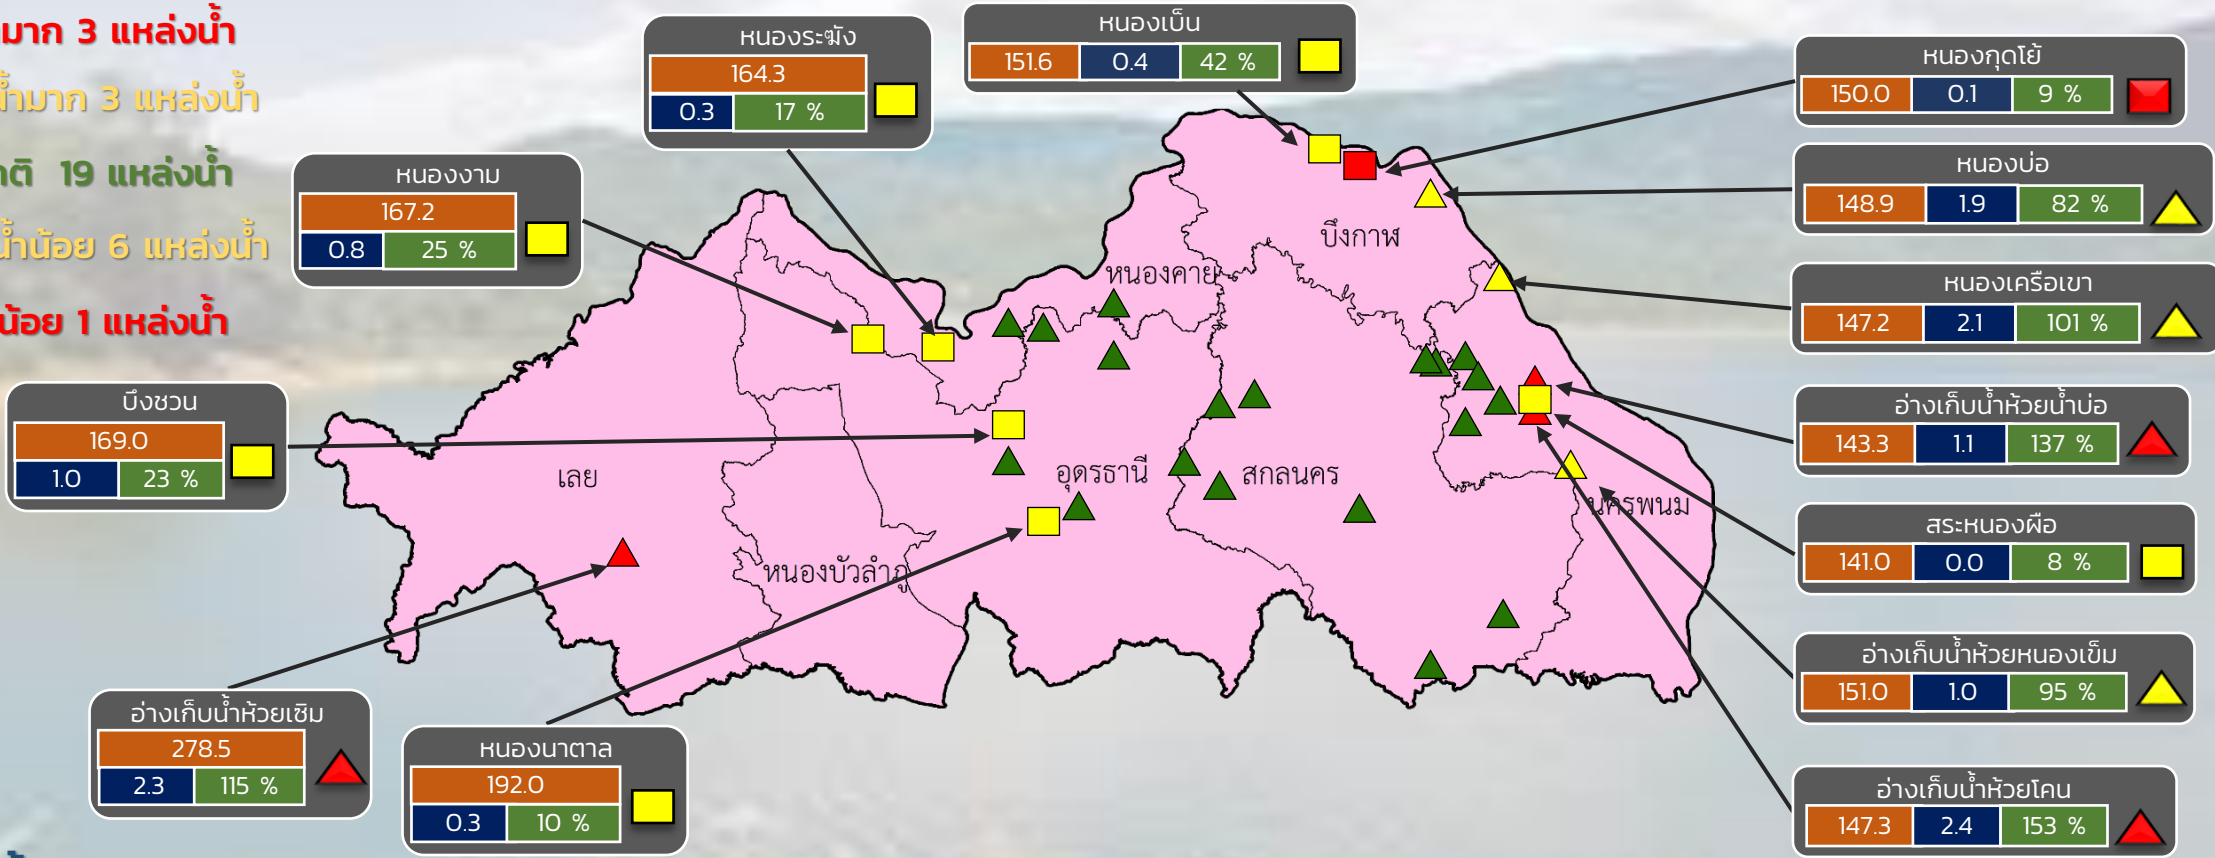 มาก 3 แหล่งน้ำ
น้ำมาก 3 แหล่งน้ำ
19 แหล่งน้ำ
น้ำน้อย 6 แหล่งน้ำ
น้อย 1 แหล่งน้ำ
หนองระฆัง
164.3
0.3 17 %
หนองเบ็น
151.6 0.4 42 %
หนองกุดโย้
150.0 0.1 9 %
หนองบ่อ
148.9 1.9 82 %
หนองงาม
167.2
0.8 25 %
หนองเครือเขา
147.2 2.1 101 %
บึงชวน
169.0
1.0 23 %
อ่างเก็บน้ำห้วยน้ำบ่อ
143.3 1.1 137 %
สระหนองผือ
141.0 0.0 8 %
อ่างเก็บน้ำห้วยหนองเข็ม
151.0 1.0 95 %
อ่างเก็บน้ำห้วยโคน
147.3 2.4 153 %
อ่างเก็บน้ำห้วยเซิม
278.5
2.3 115 %
หนองนาตาล
192.0
0.3 10 %
บึงกาฬ
หนองคาย
เลย
อุดรธานี
สกลนคร
นครพนม
หนองบัวลำภู